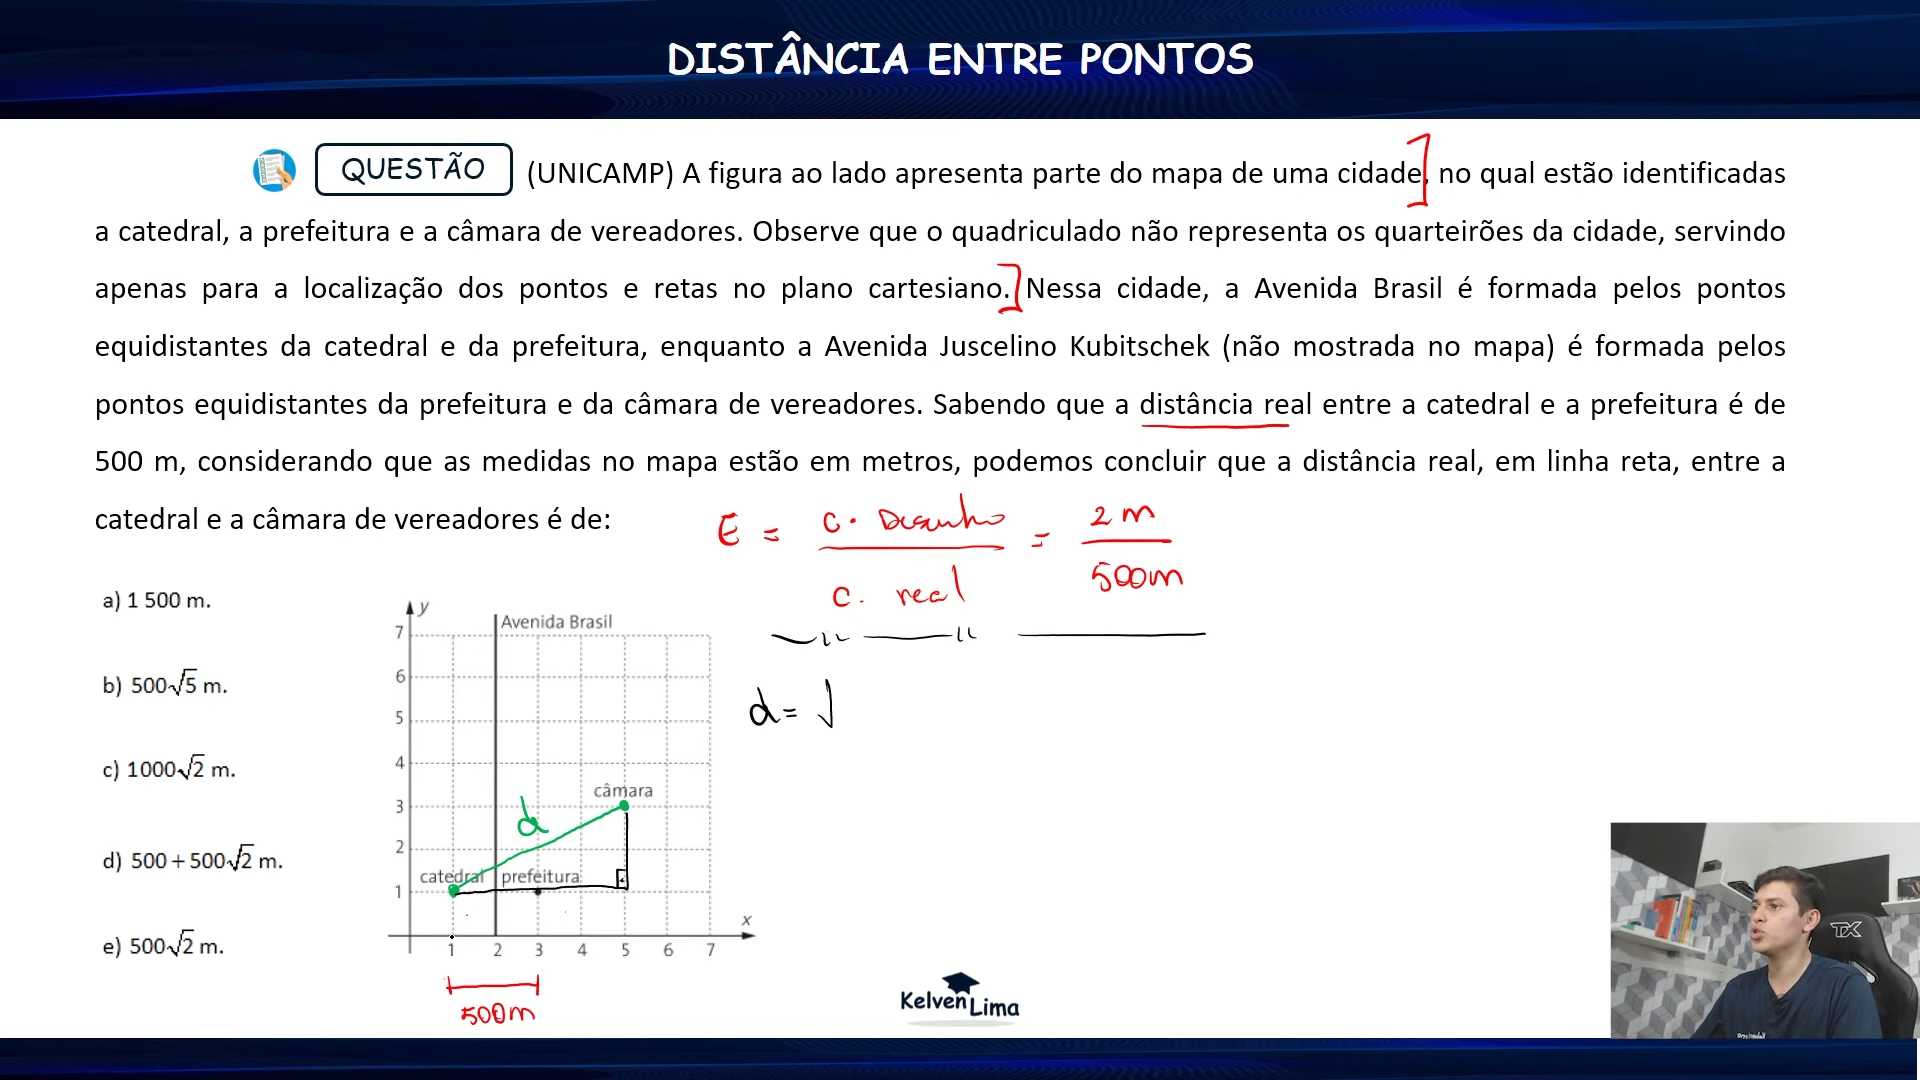 DISTÂNCIA ENTRE PONTOS
QUESTÃO
(UNICAMP) A figura ao lado apresenta parte do mapa de uma cidade, no qual estão identificadas
a catedral, a prefeitura e a câmara de vereadores. Observe que o quadriculado não representa os quarteirões da cidade, servindo
apenas para a localização dos pontos e retas no plano cartesiano. Nessa cidade, a Avenida Brasil é formada pelos pontos
equidistantes da catedral e da prefeitura, enquanto a Avenida Juscelino Kubitschek (não mostrada no mapa) é formada pelos
pontos equidistantes da prefeitura e da câmara de vereadores. Sabendo que a distância real entre a catedral e a prefeitura é de
500 m, considerando que as medidas no mapa estão em metros, podemos concluir que a distância real, em linha reta, entre a
catedral e a câmara de vereadores é de:
E = c. Desenho / c. real = 2 m / 500m
a) 1 500 m.
b) 500√5 m.
c) 1000√2 m.
d) 500 + 500√2 m.
e) 500√2 m.
y
Avenida Brasil
7
6
5
4
câmara
3
d
2
catedral prefeitura
1
x
1 2 3 4 5 6 7
500m
d = √
Kelven Lima
TX